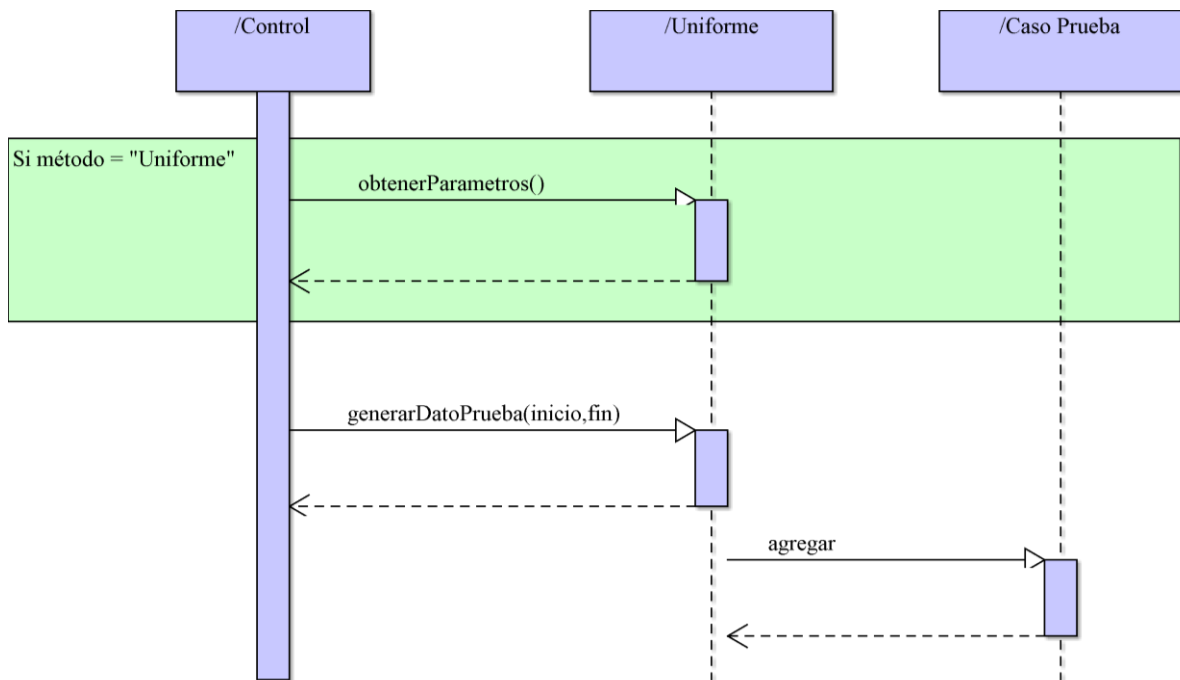 /Control
/Uniforme
/Caso Prueba
Si método = "Uniforme"
obtenerParametros()
generarDatoPrueba(inicio,fin)
agregar